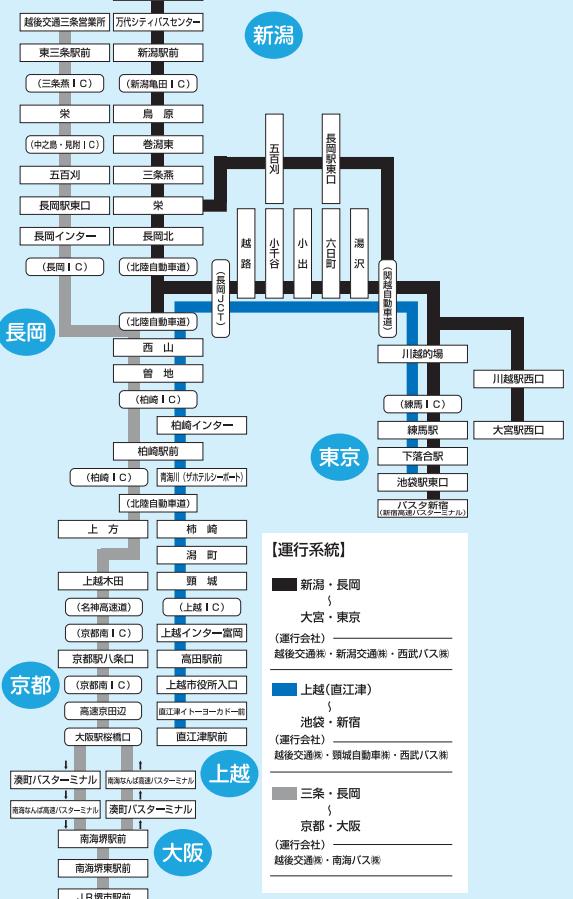 越後交通三条営業所
万代シティバスセンター
新潟
東三条駅前
新潟駅前
(三条燕IC)
(新潟亀田IC)
栄
鳥原
(中之島・見附IC)
巻潟東
五百刈
三条燕
長岡駅東口
栄
長岡インター
長岡北
(長岡IC)
(北陸自動車道)
五百刈
長岡駅東口
越路
小千谷
小出
六日町
湯沢
(長岡JCT)
(関越自動車道)
長岡
(北陸自動車道)
西山
曽地
(柏崎IC)
柏崎インター
柏崎駅前
(柏崎IC)
青海川(ザホテルシーポート)
(北陸自動車道)
川越的場
川越駅西口
(練馬IC)
練馬駅
大宮駅西口
東京
下落合駅
池袋駅東口
バスタ新宿
(新宿高速バスターミナル)
上方
柿崎
潟町
上越木田
頸城
(名神高速道)
(上越IC)
(京都南IC)
上越インター富岡
京都駅八条口
高田駅前
京都
(京都南IC)
上越市役所入口
高速京田辺
直江津イトーヨーカドー前
大阪駅桜橋口
直江津駅前
上越
湊町バスターミナル
南海なんば高速バスターミナル
南海なんば高速バスターミナル
湊町バスターミナル
南海堺駅前
大阪
南海堺東駅前
JR堺市駅前
【運行系統】
新潟・長岡
〜
大宮・東京
(運行会社)
越後交通㈱・新潟交通㈱・西武バス㈱
上越(直江津)
〜
池袋・新宿
(運行会社)
越後交通㈱・頸城自動車㈱・西武バス㈱
三条・長岡
〜
京都・大阪
(運行会社)
越後交通㈱・南海バス㈱